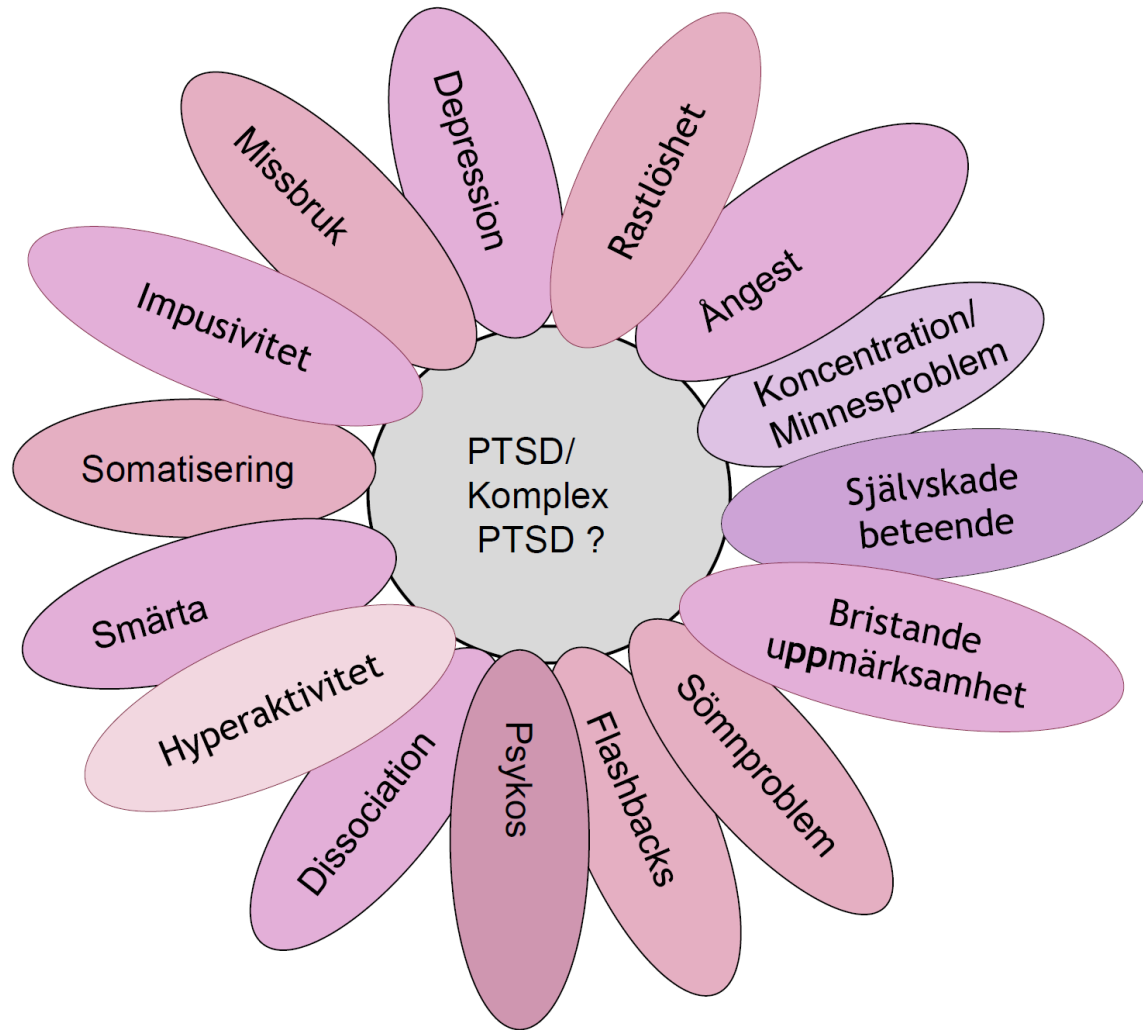 Depression
Rastlöshet
Ångest
Koncentration/
Minnesproblem
Självskade
beteende
Bristande
uppmärksamhet
Sömnproblem
Flashbacks
Psykos
Dissociation
Hyperaktivitet
Smärta
Somatisering
Impusivitet
Missbruk
PTSD/
Komplex
PTSD ?